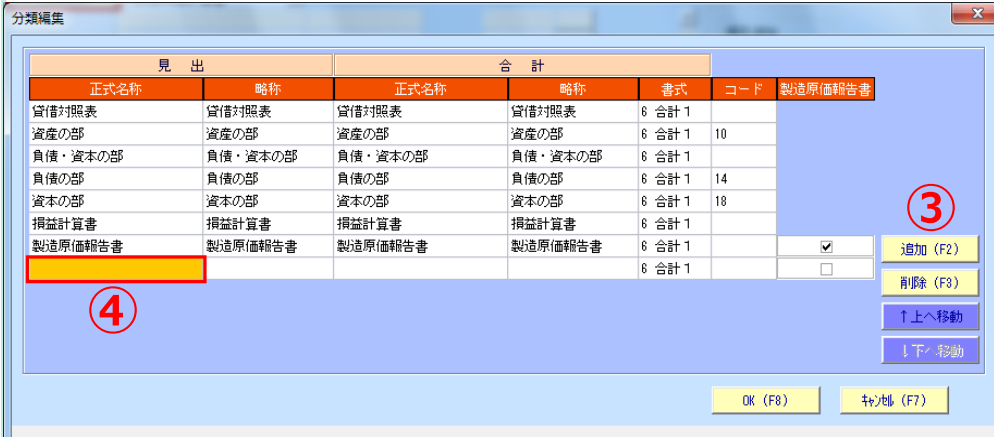 分類編集
見 出 合 計
正式名称 略称 正式名称 略称 書式 コード 製造原価報告書
貸借対照表 貸借対照表 貸借対照表 貸借対照表 6 合計1
資産の部 資産の部 資産の部 資産の部 6 合計1 10
負債・資本の部 負債・資本の部 負債・資本の部 負債・資本の部 6 合計1
負債の部 負債の部 負債の部 負債の部 6 合計1 14
資本の部 資本の部 資本の部 資本の部 6 合計1 18
損益計算書 損益計算書 損益計算書 損益計算書 6 合計1
③
製造原価報告書 製造原価報告書 製造原価報告書 製造原価報告書 6 合計1
追加 (F2)
6 合計1
削除 (F3)
④
↑上へ移動
↓下へ移動
OK (F8) ｷｬﾝｾﾙ (F7)